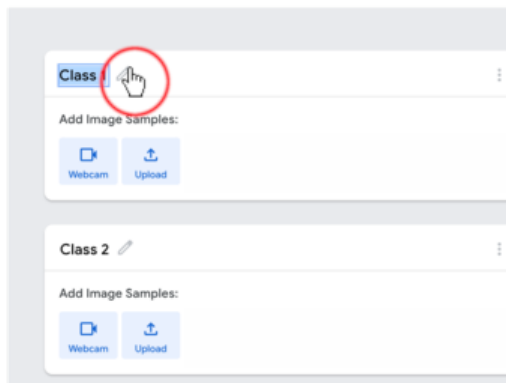 Class 1
Add Image Samples:
Webcam Upload
Class 2
Add Image Samples:
Webcam Upload